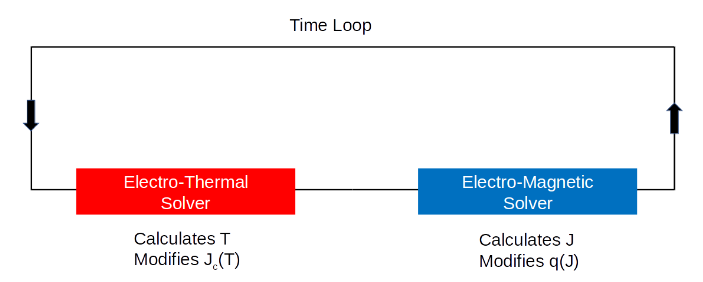 Time Loop
Electro-Thermal
Solver
Electro-Magnetic
Solver
Calculates T
Modifies Jc(T)
Calculates J
Modifies q(J)